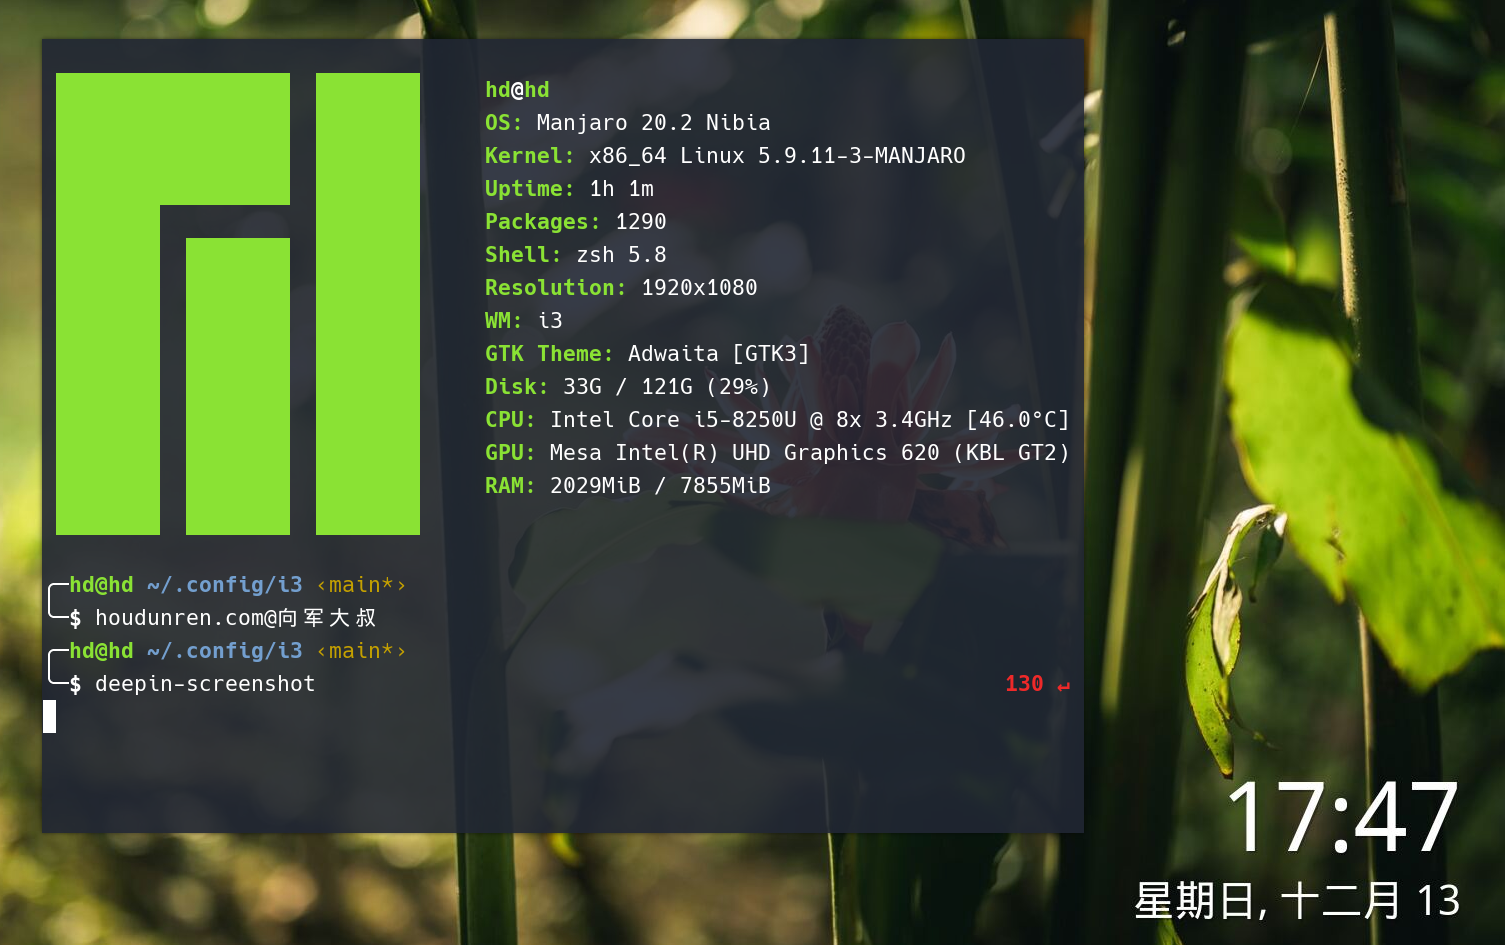 hd@hd
OS: Manjaro 20.2 Nibia
Kernel: x86_64 Linux 5.9.11-3-MANJARO
Uptime: 1h 1m
Packages: 1290
Shell: zsh 5.8
Resolution: 1920x1080
WM: i3
GTK Theme: Adwaita [GTK3]
Disk: 33G / 121G (29%)
CPU: Intel Core i5-8250U @ 8x 3.4GHz [46.0°C]
GPU: Mesa Intel(R) UHD Graphics 620 (KBL GT2)
RAM: 2029MiB / 7855MiB
╭─hd@hd ~/.config/i3 ‹main*›
╰─$ houdunren.com@向军大叔
╭─hd@hd ~/.config/i3 ‹main*›
╰─$ deepin-screenshot 130 ↵
17:47
星期日, 十二月 13